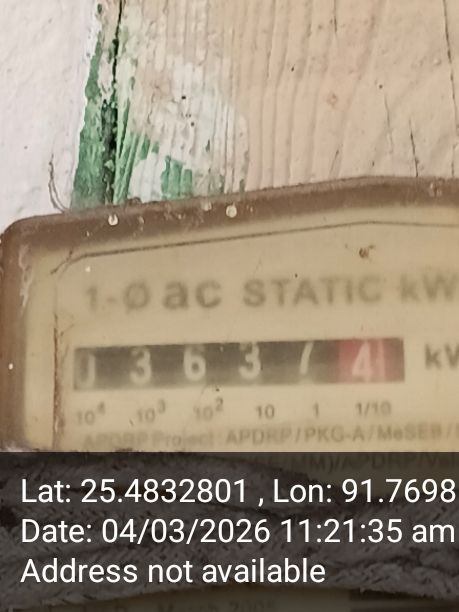 1-Ø ac STATIC kW
0 3 6 3 7 4
kW
10⁴ 10³ 10² 10 1 1/10
APDRP Project: APDRP/PKG-A/MeSEB/
Lat: 25.4832801 , Lon: 91.7698
Date: 04/03/2026 11:21:35 am
Address not available